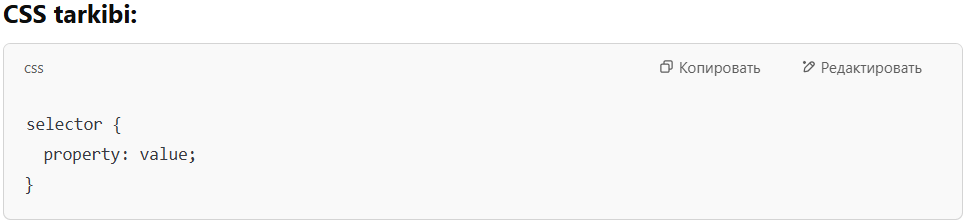 CSS tarkibi:
css
Копировать
Редактировать
selector {
  property: value;
}